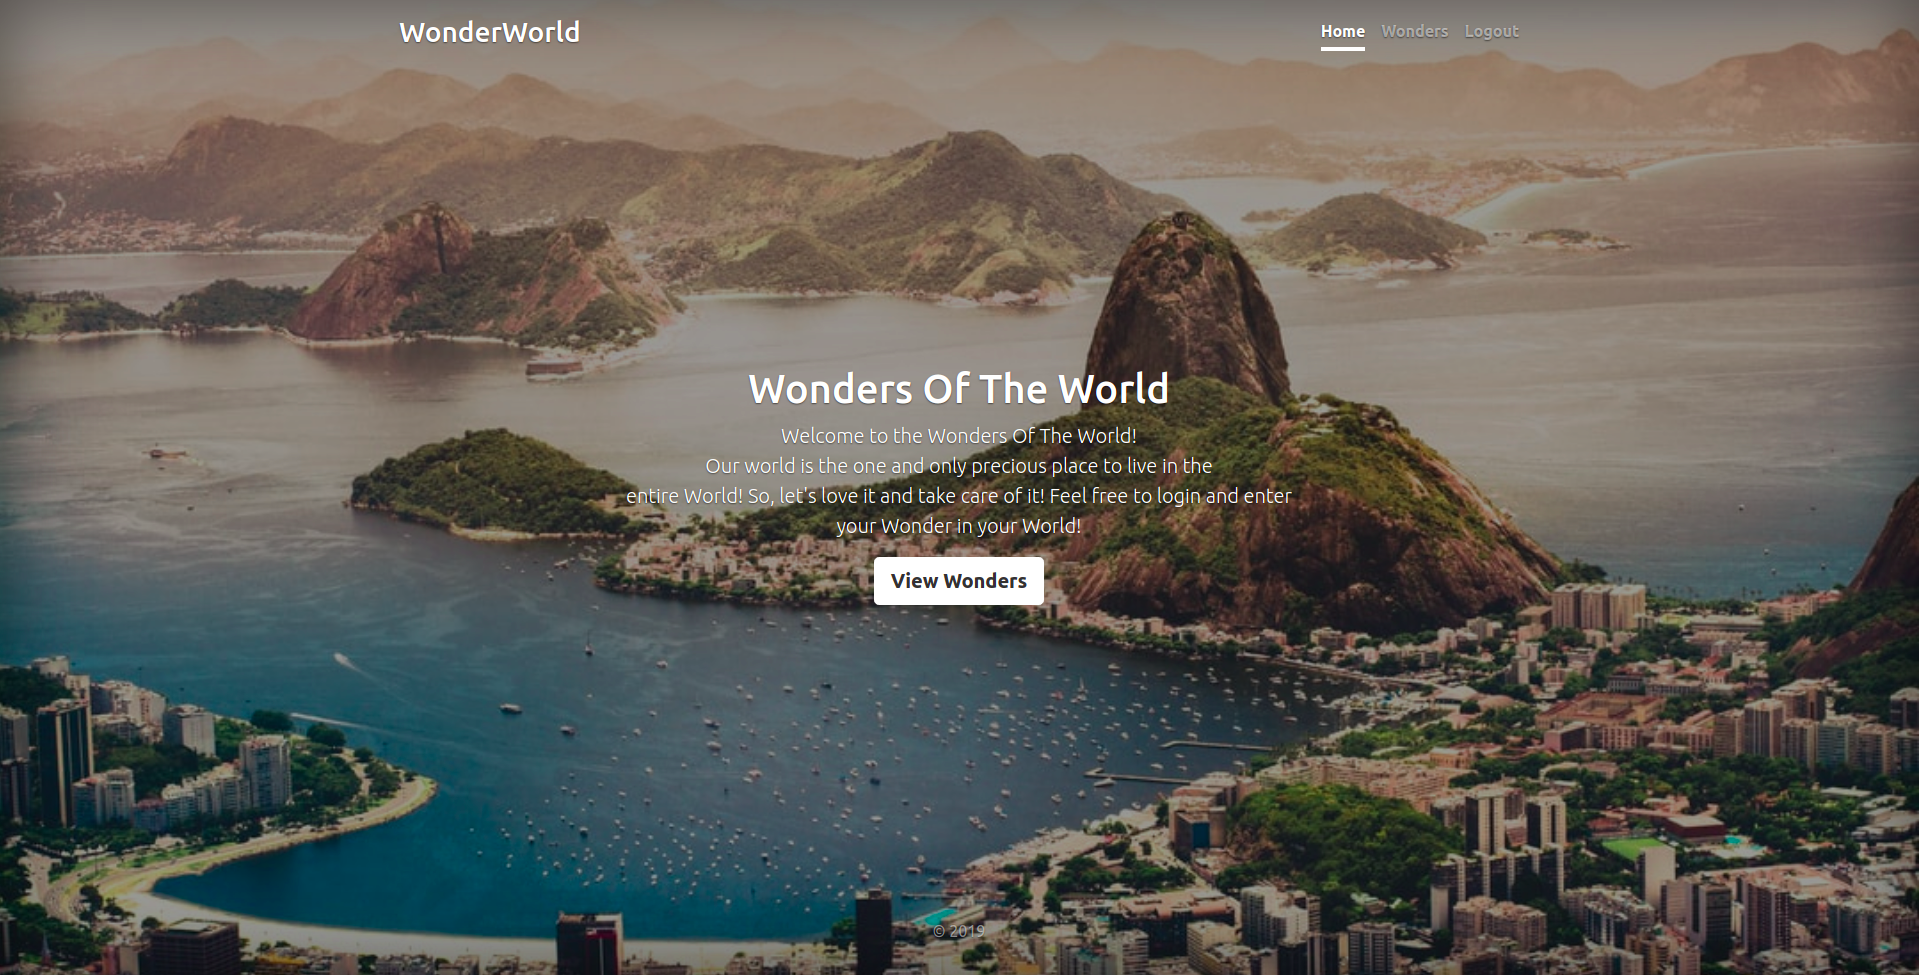 WonderWorld
Home Wonders Logout
Wonders Of The World
Welcome to the Wonders Of The World!
Our world is the one and only precious place to live in the
entire World! So, let's love it and take care of it! Feel free to login and enter
your Wonder in your World!
View Wonders
© 2019